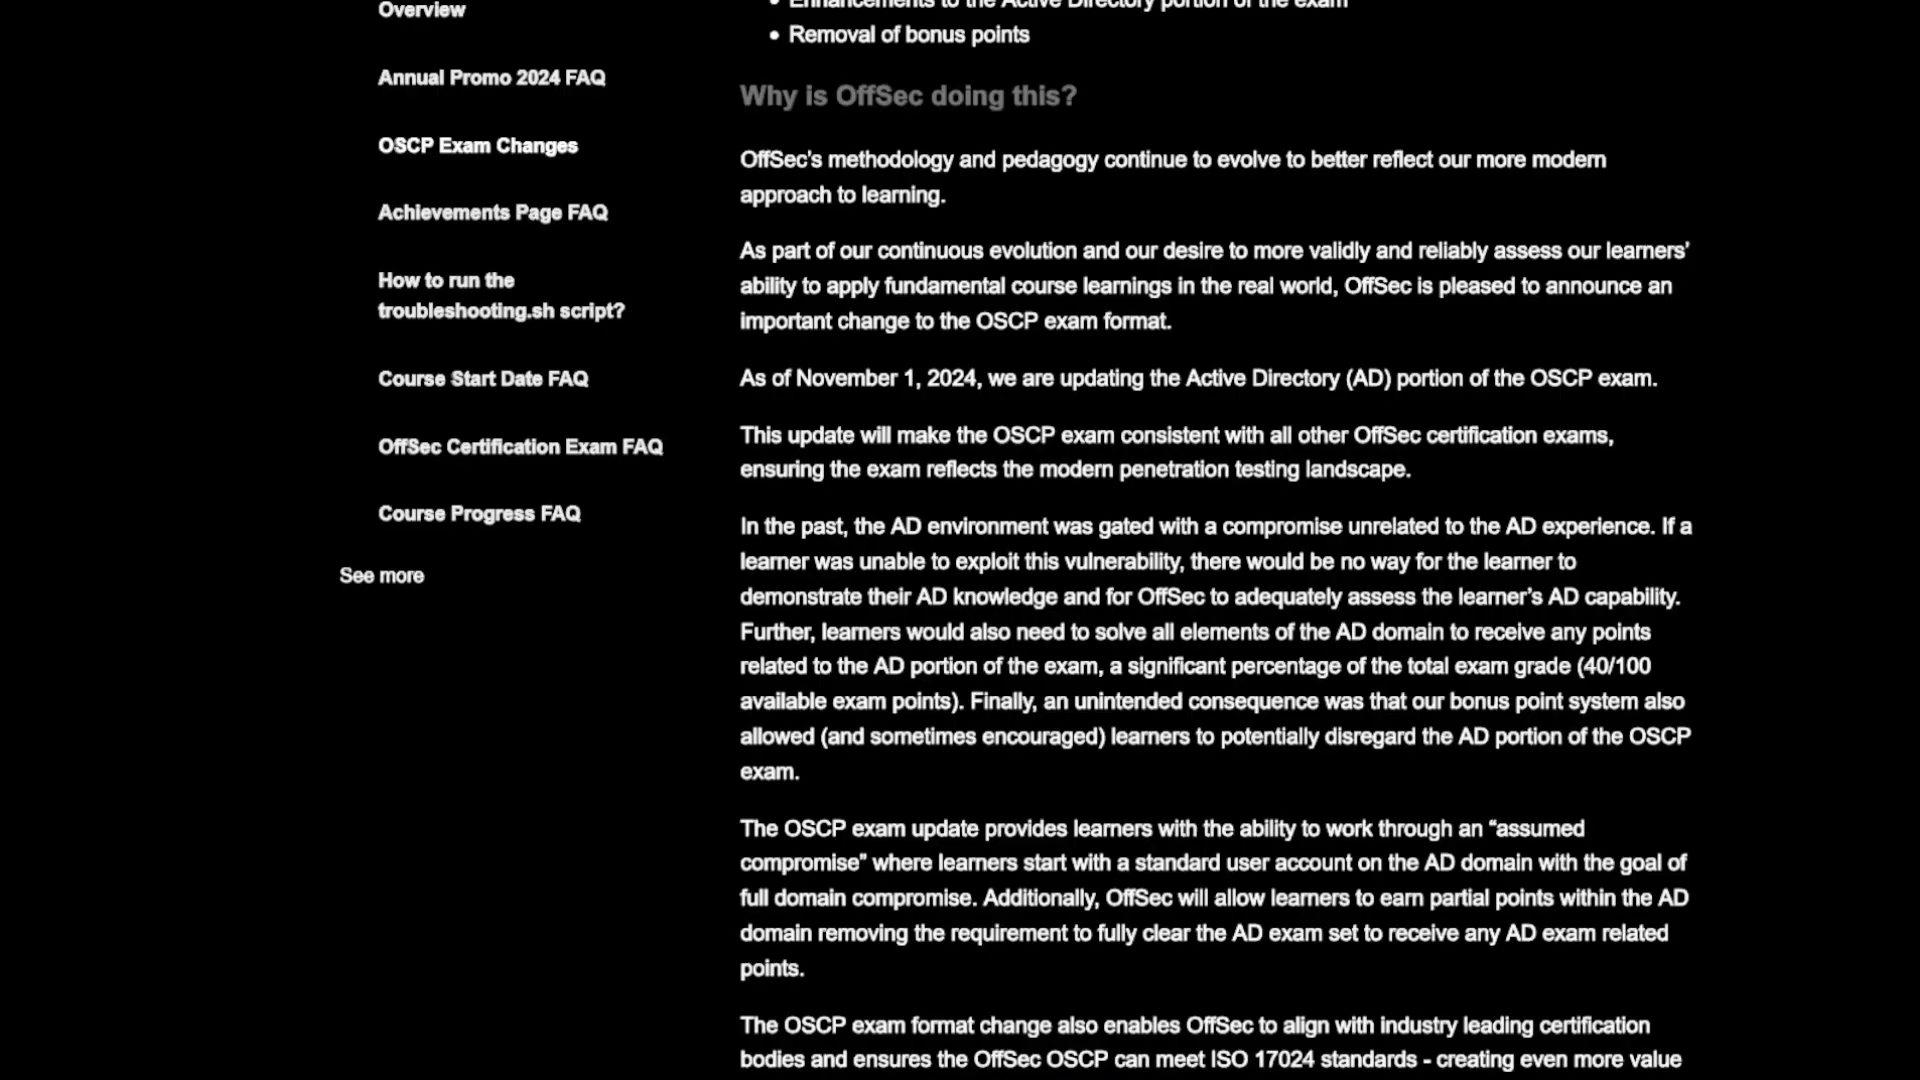 Overview
Annual Promo 2024 FAQ
OSCP Exam Changes
Achievements Page FAQ
How to run the
troubleshooting.sh script?
Course Start Date FAQ
OffSec Certification Exam FAQ
Course Progress FAQ
See more
• Enhancements to the Active Directory portion of the exam
• Removal of bonus points
Why is OffSec doing this?
OffSec's methodology and pedagogy continue to evolve to better reflect our more modern
approach to learning.
As part of our continuous evolution and our desire to more validly and reliably assess our learners’
ability to apply fundamental course learnings in the real world, OffSec is pleased to announce an
important change to the OSCP exam format.
As of November 1, 2024, we are updating the Active Directory (AD) portion of the OSCP exam.
This update will make the OSCP exam consistent with all other OffSec certification exams,
ensuring the exam reflects the modern penetration testing landscape.
In the past, the AD environment was gated with a compromise unrelated to the AD experience. If a
learner was unable to exploit this vulnerability, there would be no way for the learner to
demonstrate their AD knowledge and for OffSec to adequately assess the learner’s AD capability.
Further, learners would also need to solve all elements of the AD domain to receive any points
related to the AD portion of the exam, a significant percentage of the total exam grade (40/100
available exam points). Finally, an unintended consequence was that our bonus point system also
allowed (and sometimes encouraged) learners to potentially disregard the AD portion of the OSCP
exam.
The OSCP exam update provides learners with the ability to work through an “assumed
compromise” where learners start with a standard user account on the AD domain with the goal of
full domain compromise. Additionally, OffSec will allow learners to earn partial points within the AD
domain removing the requirement to fully clear the AD exam set to receive any AD exam related
points.
The OSCP exam format change also enables OffSec to align with industry leading certification
bodies and ensures the OffSec OSCP can meet ISO 17024 standards - creating even more value